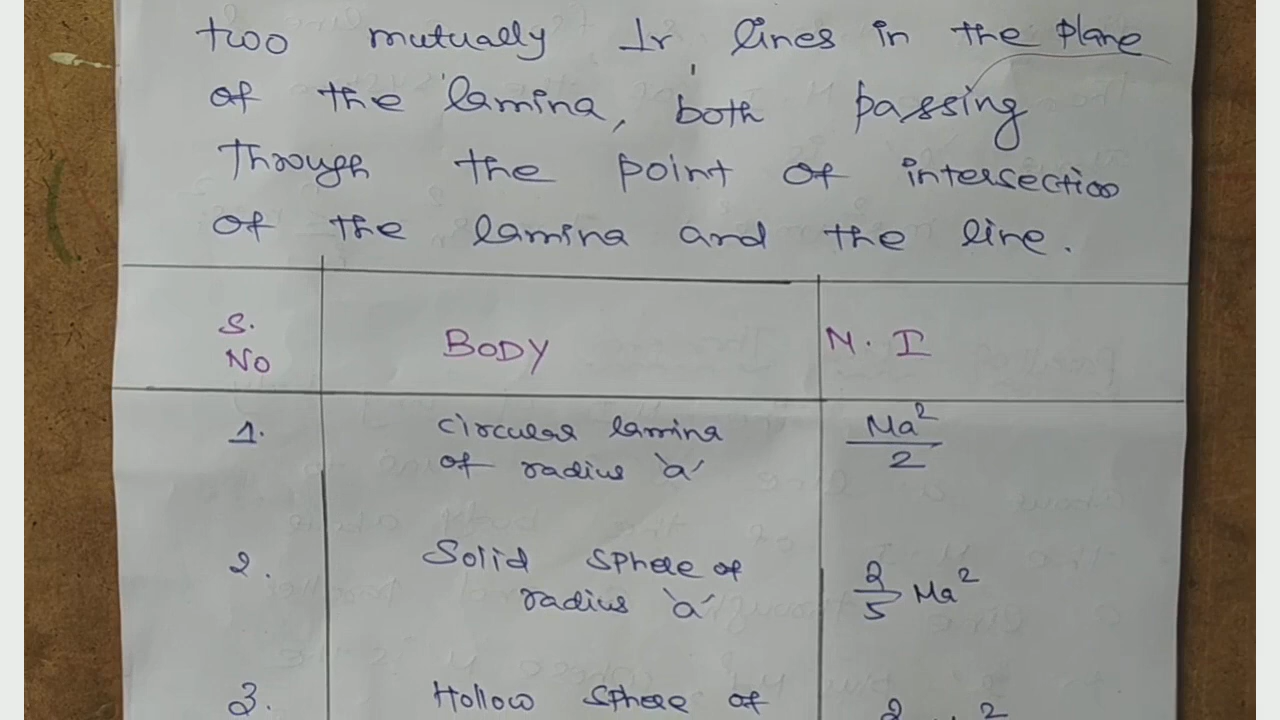 two mutually ⊥r lines in the plane
of the lamina, both passing
Through the point of intersection
of the lamina and the line.
S. No BODY M. I
1. circular lamina of radius 'a' Ma²/2
2. Solid sphere of radius 'a' 2/5 Ma²
3. Hollow sphere of